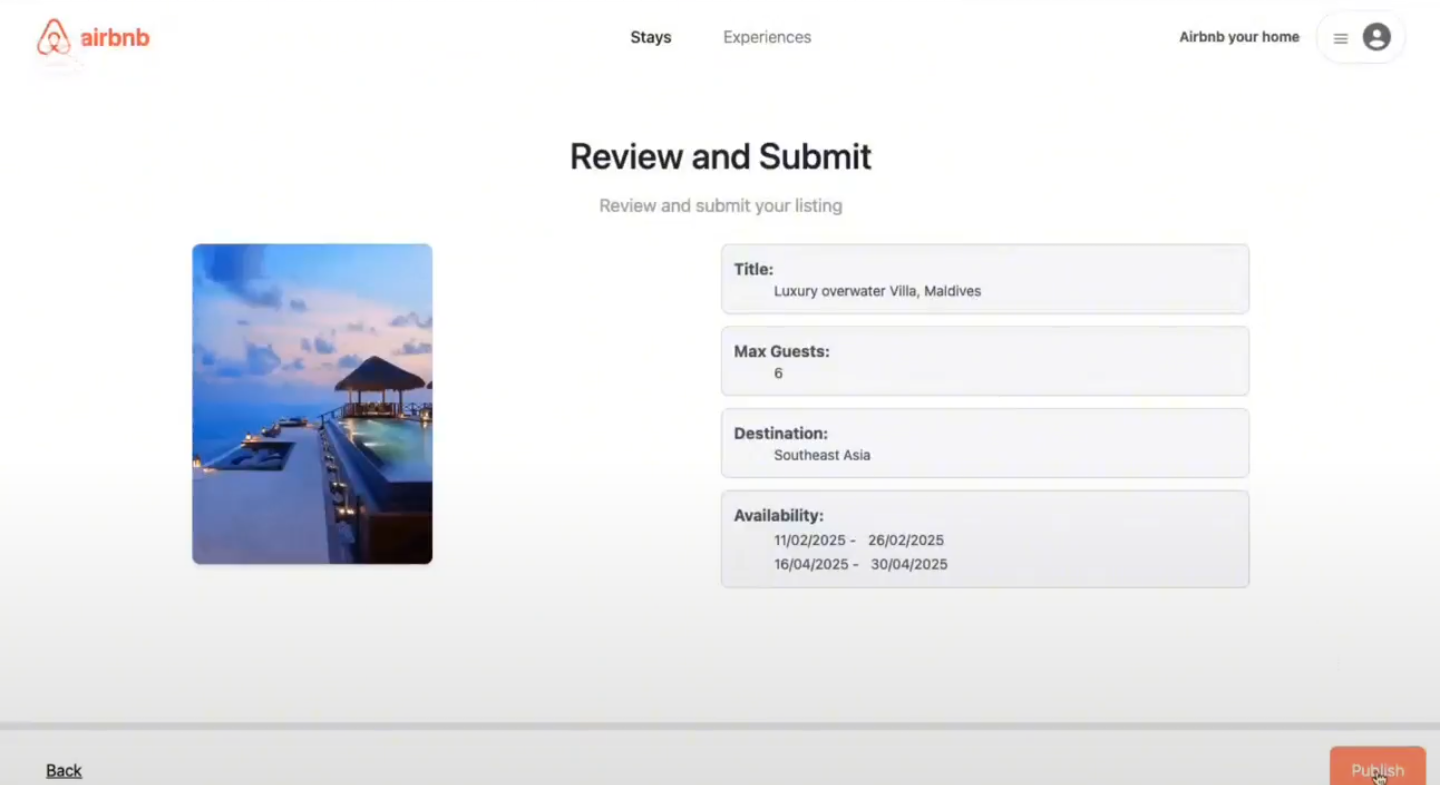 airbnb
Stays
Experiences
Airbnb your home
Review and Submit
Review and submit your listing
Title:
Luxury overwater Villa, Maldives
Max Guests:
6
Destination:
Southeast Asia
Availability:
11/02/2025 - 26/02/2025
16/04/2025 - 30/04/2025
Back
Publish